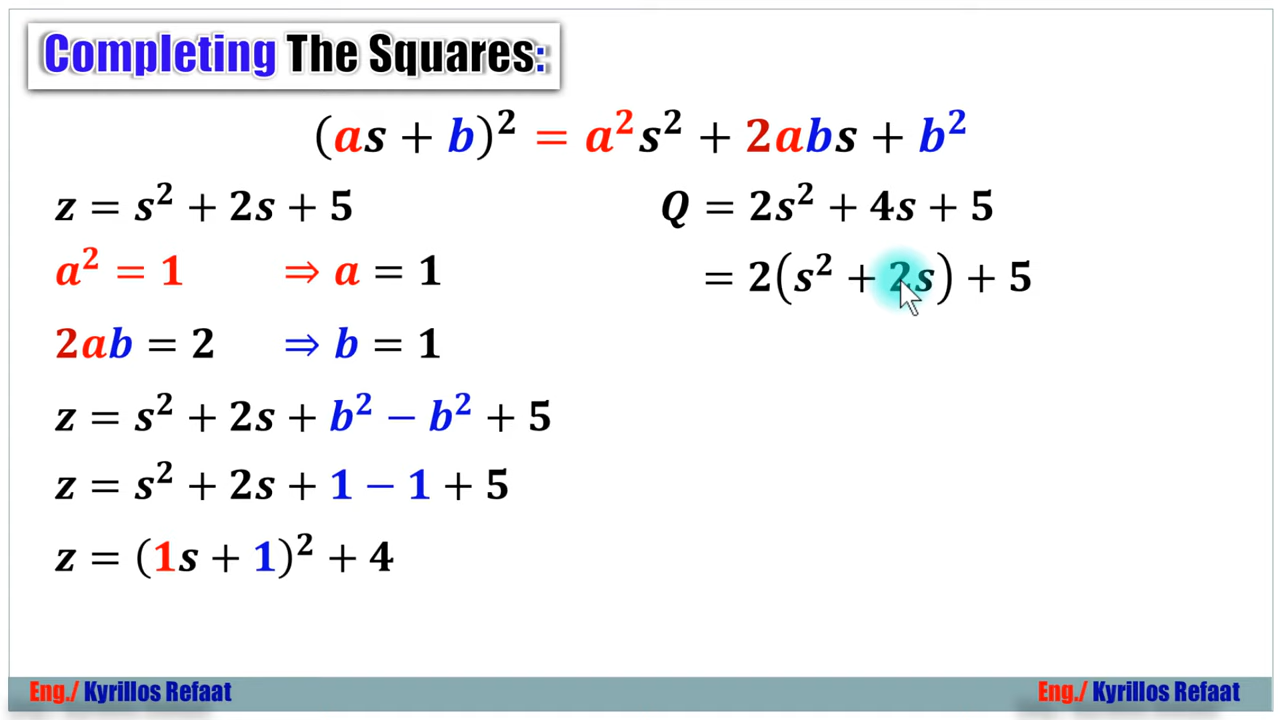 Completing The Squares:
(as + b)² = a²s² + 2abs + b²
z = s² + 2s + 5
a² = 1 ⇒ a = 1
2ab = 2 ⇒ b = 1
z = s² + 2s + b² − b² + 5
z = s² + 2s + 1 − 1 + 5
z = (1s + 1)² + 4
Q = 2s² + 4s + 5
= 2(s² + 2s) + 5
Eng./ Kyrillos Refaat
Eng./ Kyrillos Refaat